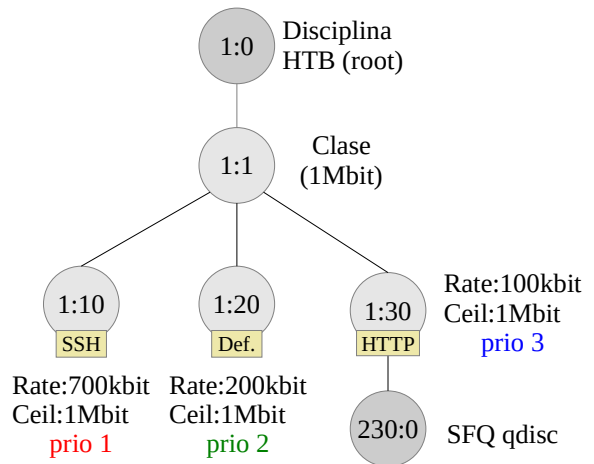 1:0
Disciplina
HTB (root)
1:1
Clase
(1Mbit)
1:10
SSH
Rate:700kbit
Ceil:1Mbit
prio 1
1:20
Def.
Rate:200kbit
Ceil:1Mbit
prio 2
1:30
HTTP
Rate:100kbit
Ceil:1Mbit
prio 3
230:0
SFQ qdisc